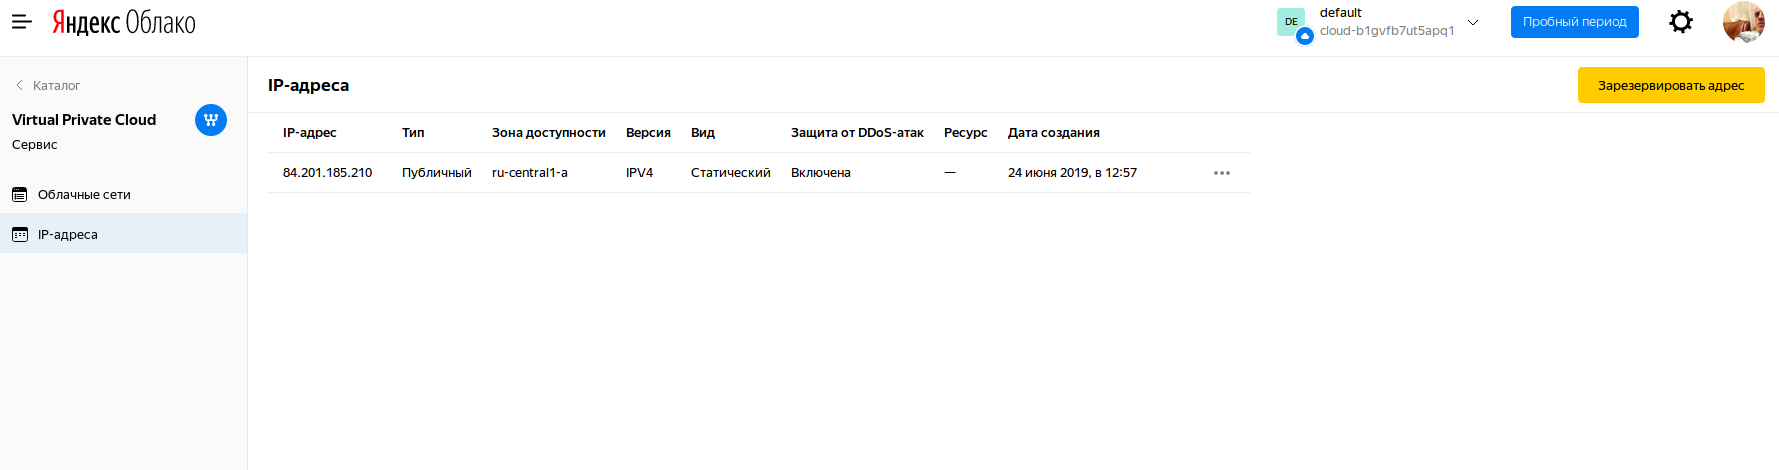 Яндекс Облако
DE
default
cloud-b1gvfb7ut5apq1
Пробный период
Каталог
Virtual Private Cloud
Сервис
Облачные сети
IP-адреса
IP-адреса
Зарезервировать адрес
IP-адрес Тип Зона доступности Версия Вид Защита от DDoS-атак Ресурс Дата создания
84.201.185.210 Публичный ru-central1-a IPV4 Статический Включена — 24 июня 2019, в 12:57